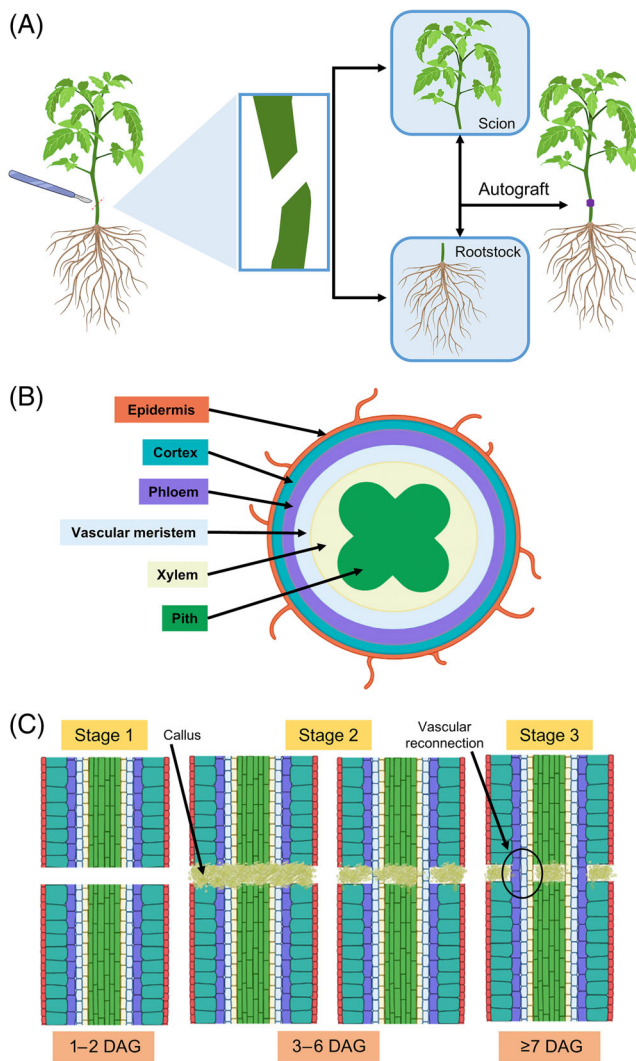 (A)
Scion
Autograft
Rootstock
(B)
Epidermis
Cortex
Phloem
Vascular meristem
Xylem
Pith
(C)
Stage 1
Callus
Stage 2
Vascular
reconnection
Stage 3
1–2 DAG
3–6 DAG
≥7 DAG